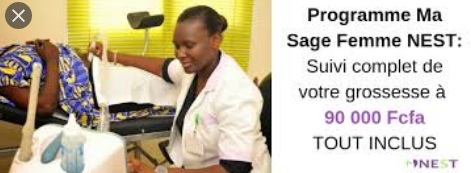 Programme Ma
Sage Femme NEST:
Suivi complet de
votre grossesse à
90 000 Fcfa
TOUT INCLUS
NEST